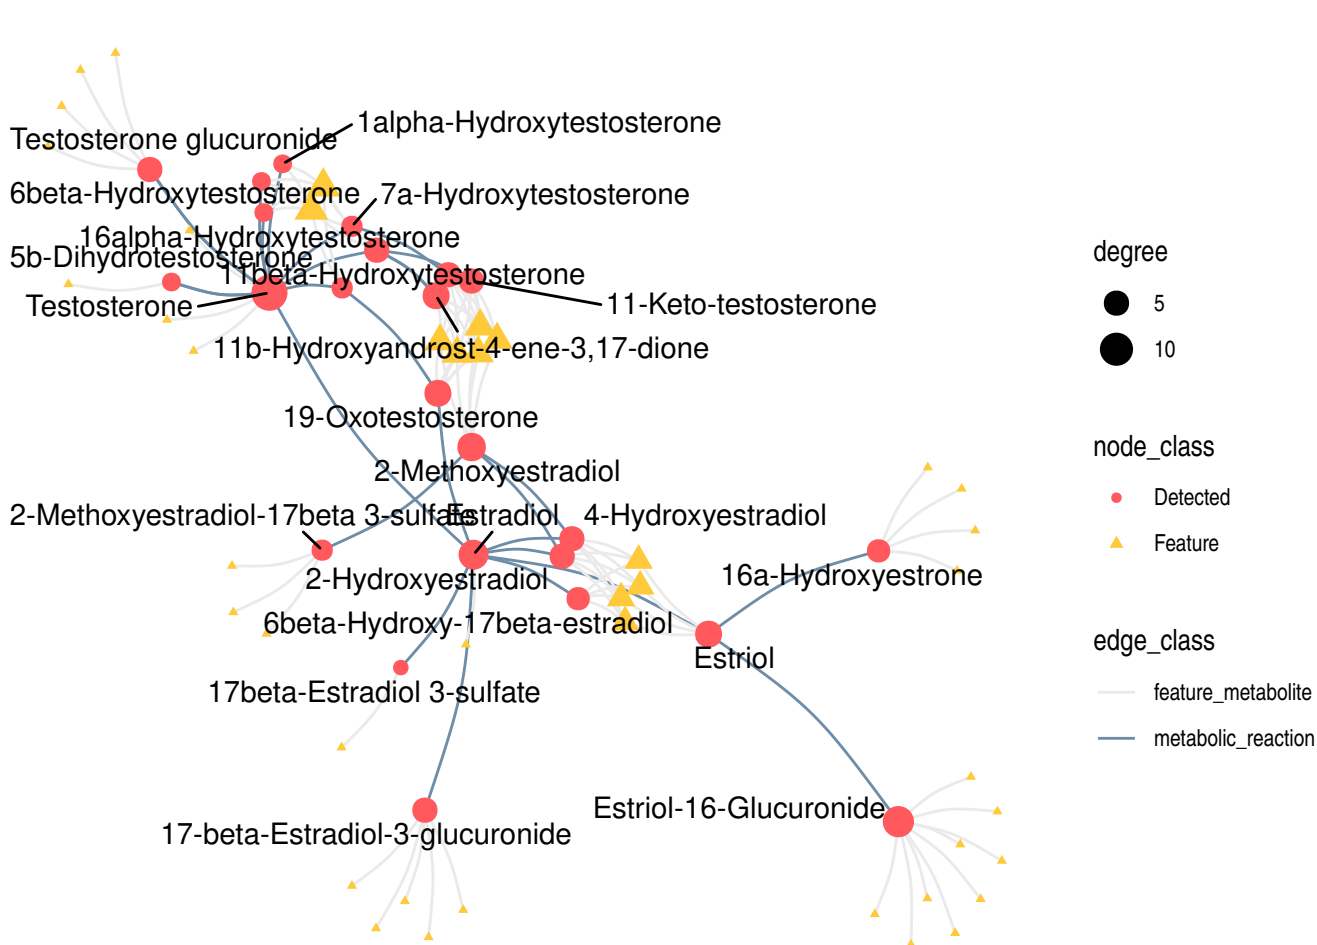 1alpha-Hydroxytestosterone
Testosterone glucuronide
6beta-Hydroxytestosterone
7a-Hydroxytestosterone
16alpha-Hydroxytestosterone
5b-Dihydrotestosterone
11beta-Hydroxytestosterone
Testosterone
11-Keto-testosterone
11b-Hydroxyandrost-4-ene-3,17-dione
19-Oxotestosterone
2-Methoxyestradiol
2-Methoxyestradiol-17beta 3-sulfate
Estradiol
4-Hydroxyestradiol
2-Hydroxyestradiol
16a-Hydroxyestrone
6beta-Hydroxy-17beta-estradiol
Estriol
17beta-Estradiol 3-sulfate
Estriol-16-Glucuronide
17-beta-Estradiol-3-glucuronide
degree
5
10
node_class
Detected
Feature
edge_class
feature_metabolite
metabolic_reaction